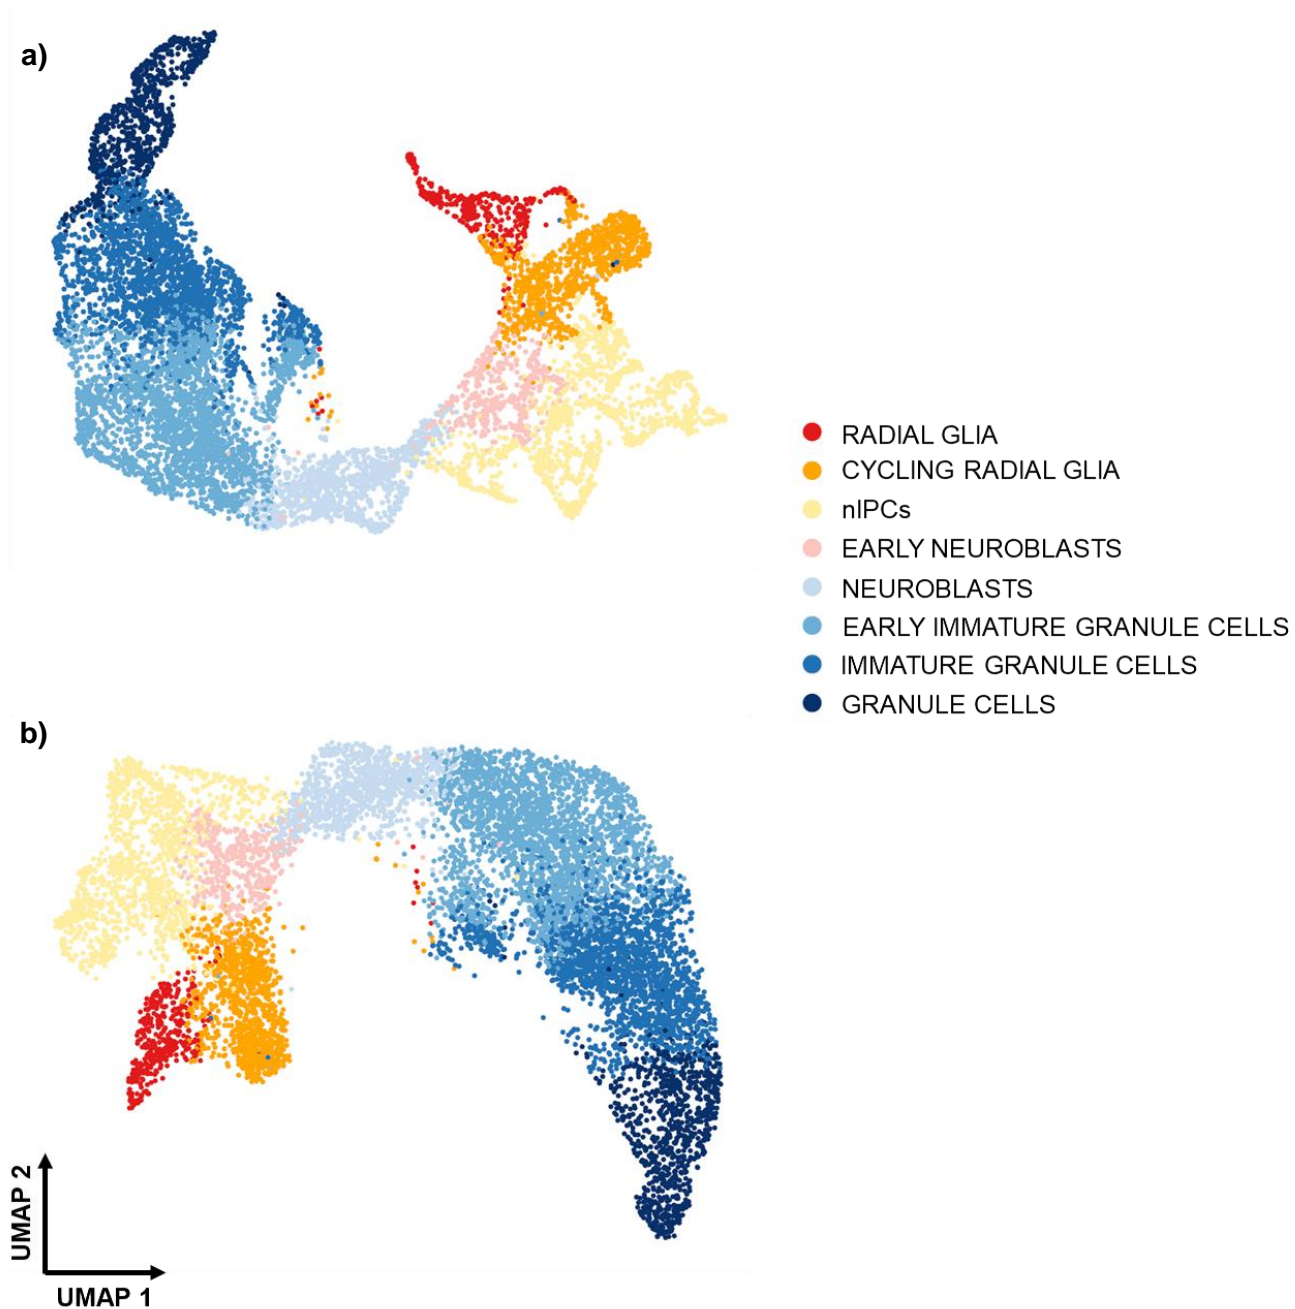 a)
RADIAL GLIA
CYCLING RADIAL GLIA
nIPCs
EARLY NEUROBLASTS
NEUROBLASTS
EARLY IMMATURE GRANULE CELLS
IMMATURE GRANULE CELLS
GRANULE CELLS
b)
UMAP 2
UMAP 1